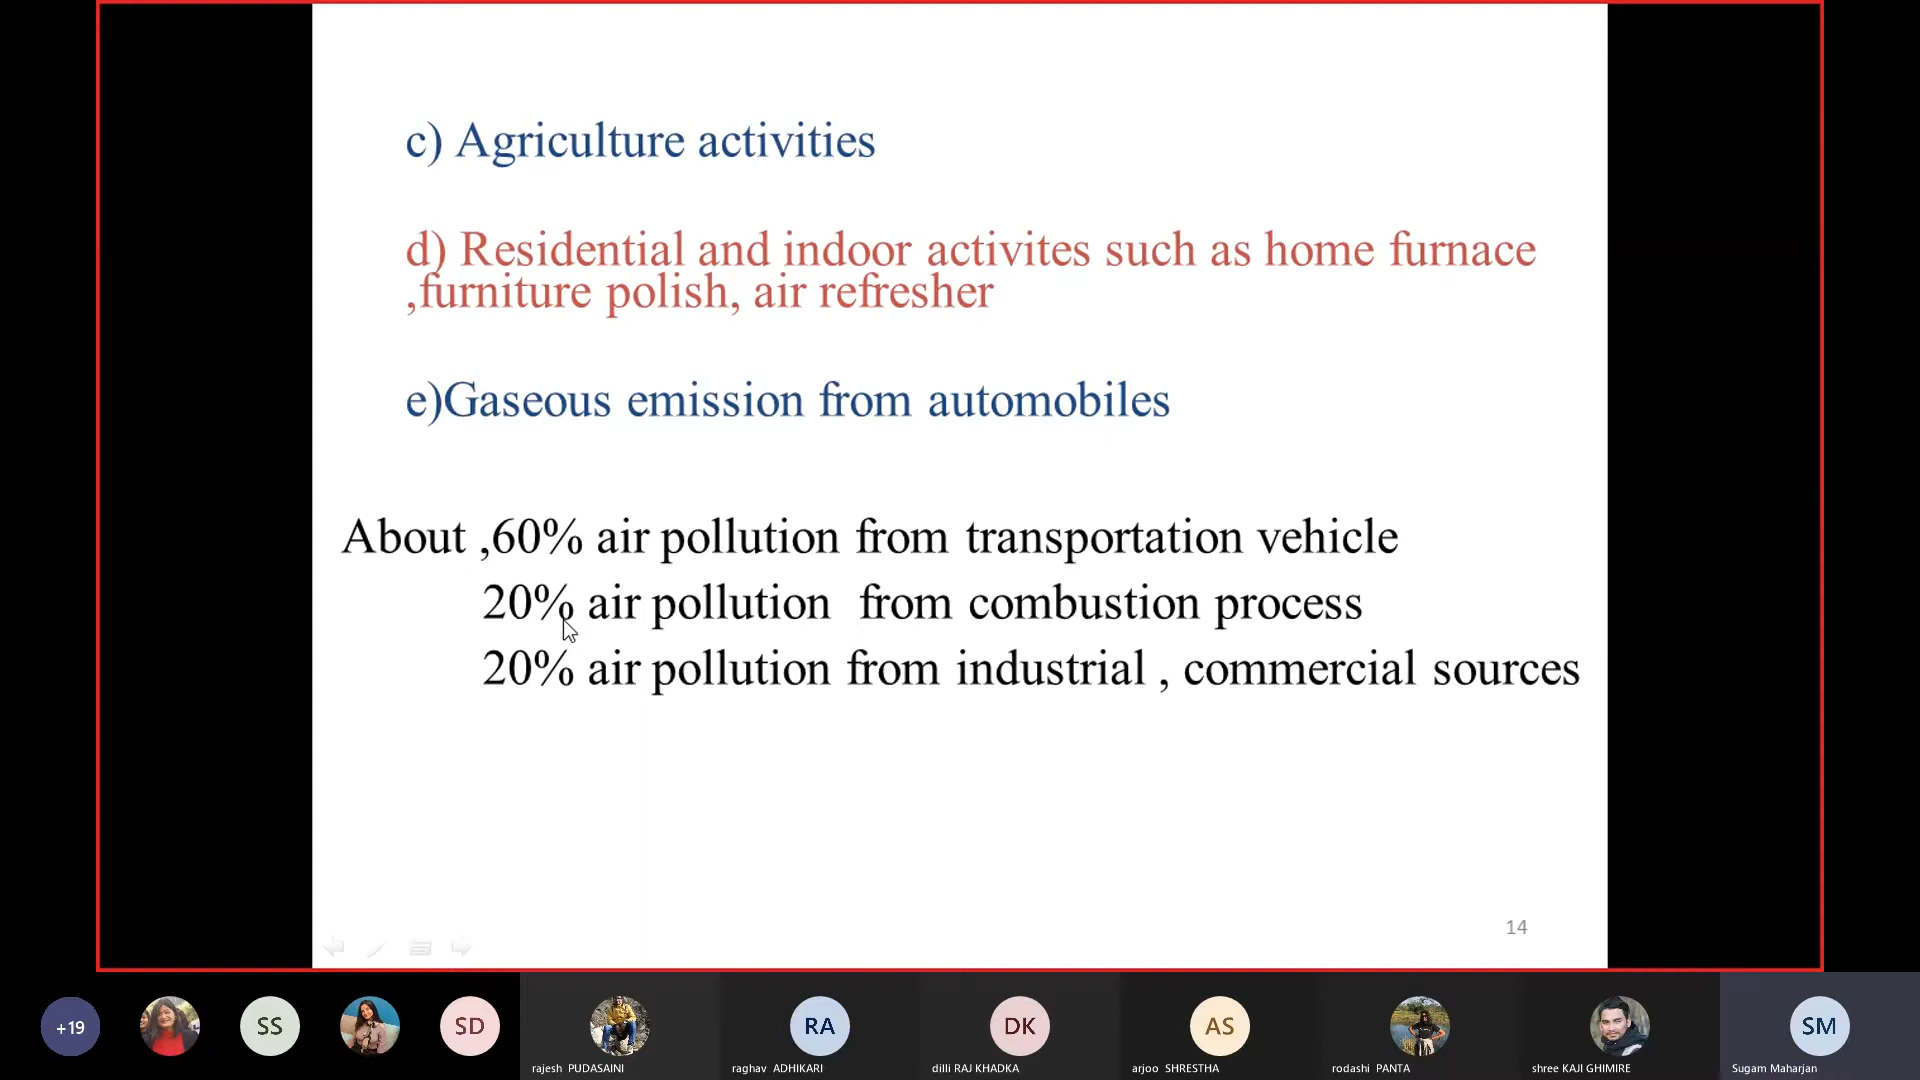 c) Agriculture activities
d) Residential and indoor activites such as home furnace
,furniture polish, air refresher
e)Gaseous emission from automobiles
About ,60% air pollution from transportation vehicle
20% air pollution from combustion process
20% air pollution from industrial , commercial sources
14
+19
SS
SD
rajesh PUDASAINI
RA
raghav ADHIKARI
DK
dilli RAJ KHADKA
AS
arjoo SHRESTHA
rodashi PANTA
shree KAJI GHIMIRE
SM
Sugam Maharjan